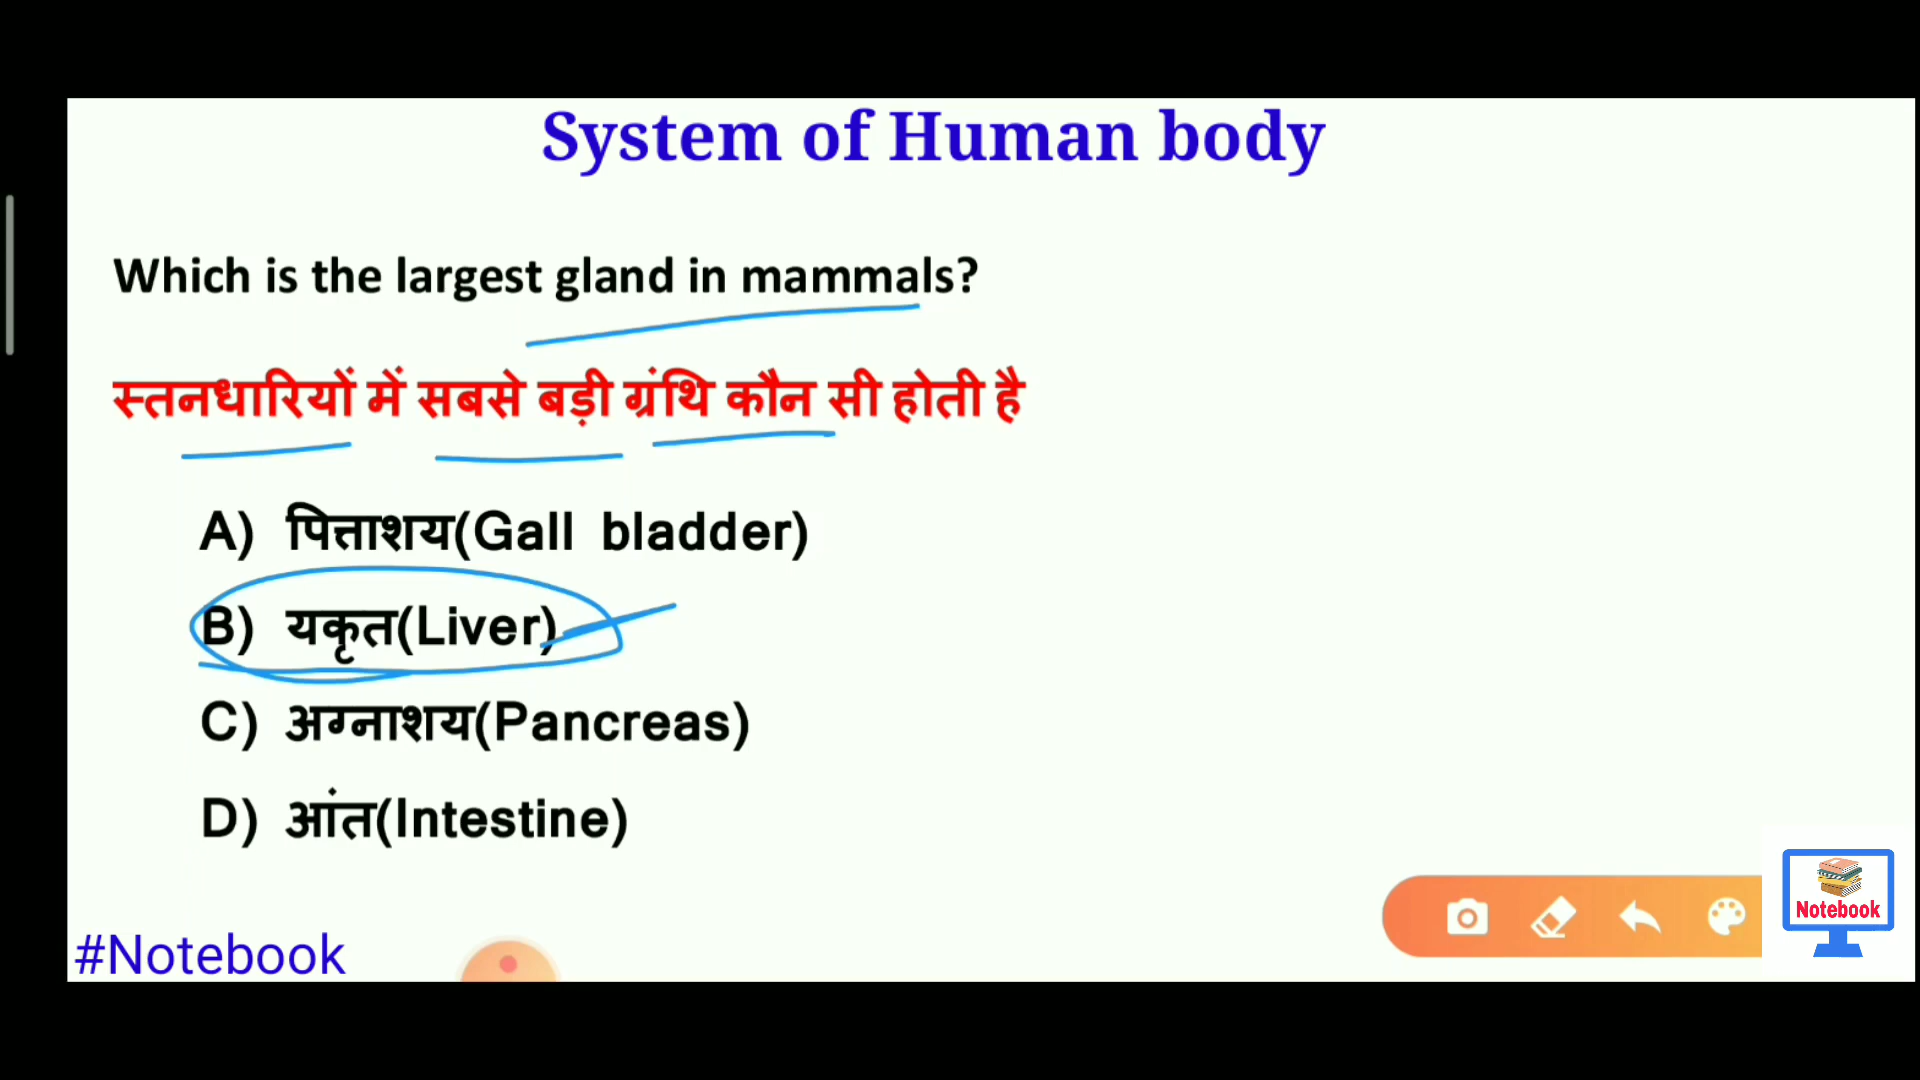 System of Human body
Which is the largest gland in mammals?
स्तनधारियों में सबसे बड़ी ग्रंथि कौन सी होती है
A) पित्ताशय(Gall bladder)
B) यकृत(Liver)
C) अग्नाशय(Pancreas)
D) आंत(Intestine)
Notebook
#Notebook